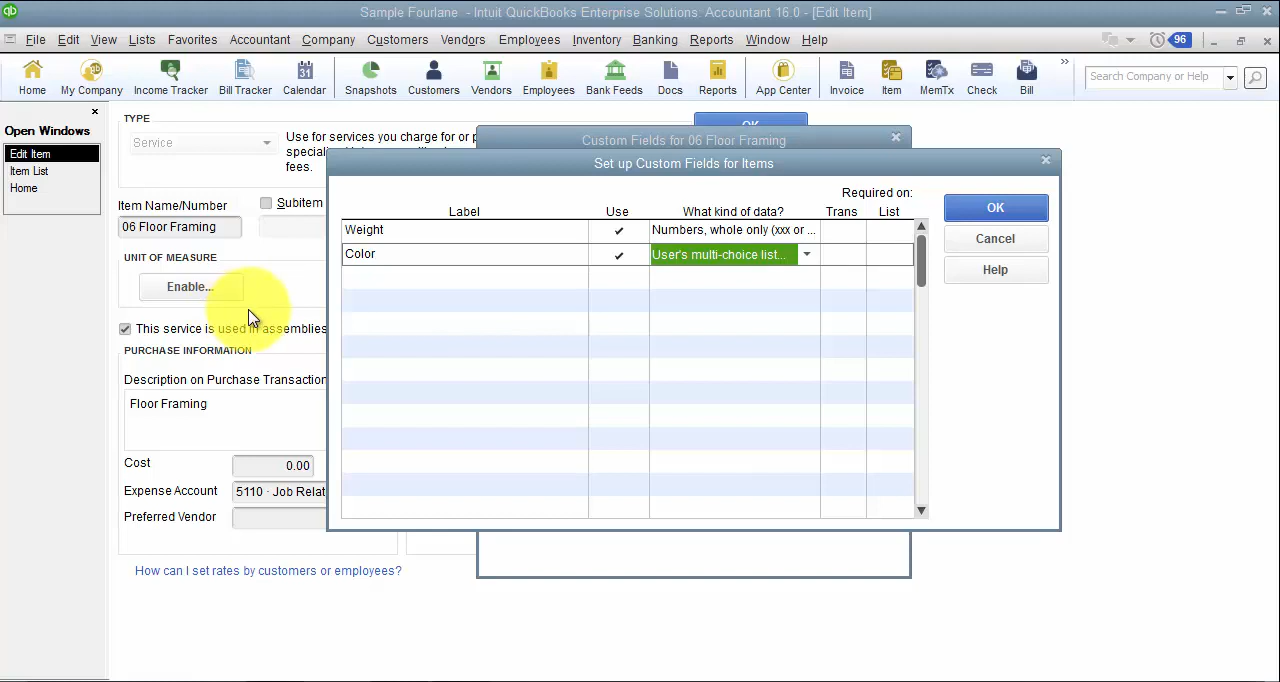 Sample Fourlane - Intuit QuickBooks Enterprise Solutions: Accountant 16.0 - [Edit Item]
File Edit View Lists Favorites Accountant Company Customers Vendors Employees Inventory Banking Reports Window Help
96
Home My Company Income Tracker Bill Tracker Calendar Snapshots Customers Vendors Employees Bank Feeds Docs Reports App Center Invoice Item MemTx Check Bill
Search Company or Help
Open Windows
Edit Item
Item List
Home
TYPE
Service
Use for services you charge for or p
fees.
OK
Item Name/Number
Subitem
06 Floor Framing
UNIT OF MEASURE
Enable...
This service is used in assemblies
PURCHASE INFORMATION
Description on Purchase Transaction
Floor Framing
Cost
0.00
Expense Account
5110 · Job Relat
Preferred Vendor
How can I set rates by customers or employees?
Custom Fields for 06 Floor Framing
Set up Custom Fields for Items
Required on:
Label Use What kind of data? Trans List
Weight Numbers, whole only (xxx or ...
Color User's multi-choice list...
OK
Cancel
Help